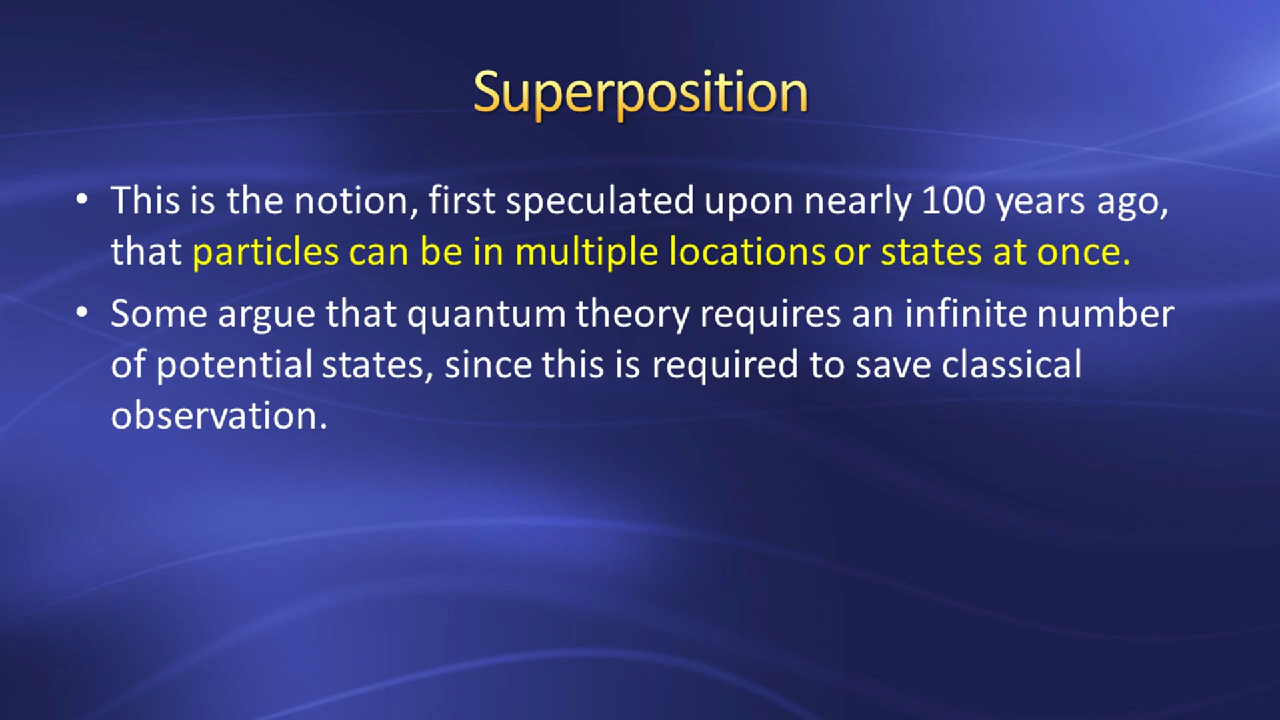 Superposition
• This is the notion, first speculated upon nearly 100 years ago,
that particles can be in multiple locations or states at once.
• Some argue that quantum theory requires an infinite number
of potential states, since this is required to save classical
observation.